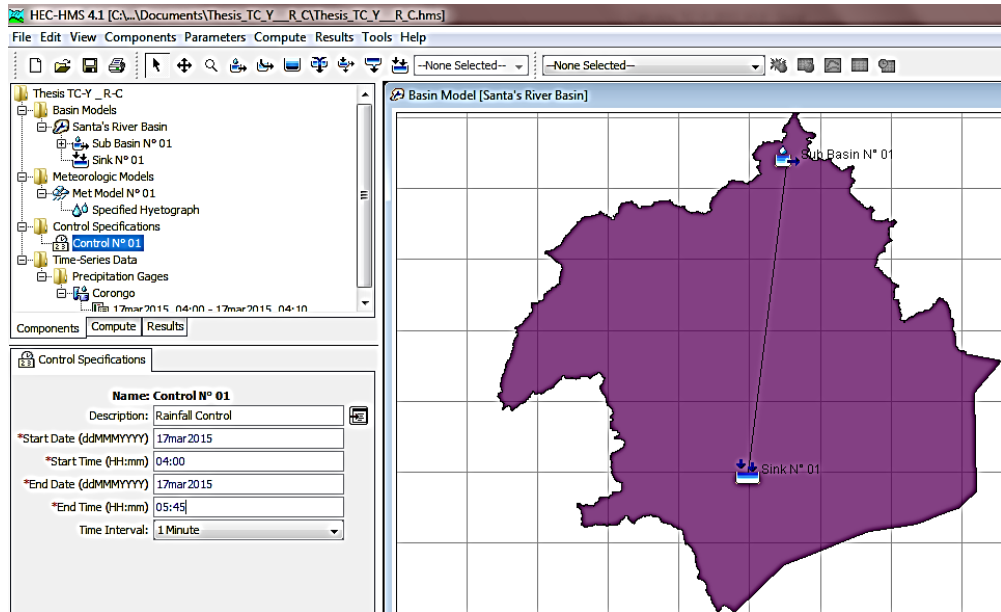 HEC-HMS 4.1 [C:\...\Documents\Thesis_TC_Y__R_C\Thesis_TC_Y__R_C.hms]
File Edit View Components Parameters Compute Results Tools Help
--None Selected-- --None Selected--
Thesis TC-Y _R-C
Basin Models
Santa's River Basin
Sub Basin N° 01
Sink N° 01
Meteorologic Models
Met Model N° 01
Specified Hyetograph
Control Specifications
Control N° 01
Time-Series Data
Precipitation Gages
Corongo
17mar2015, 04:00 - 17mar2015, 04:10
Components Compute Results
Control Specifications
Name: Control N° 01
Description: Rainfall Control
*Start Date (ddMMMYYYY) 17mar2015
*Start Time (HH:mm) 04:00
*End Date (ddMMMYYYY) 17mar2015
*End Time (HH:mm) 05:45
Time Interval: 1 Minute
Basin Model [Santa's River Basin]
Sub Basin N° 01
Sink N° 01